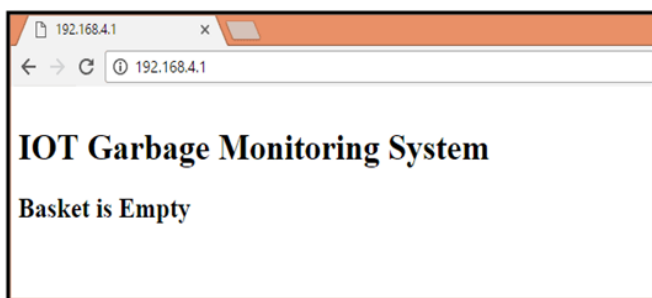 192.168.4.1
192.168.4.1
IOT Garbage Monitoring System
Basket is Empty